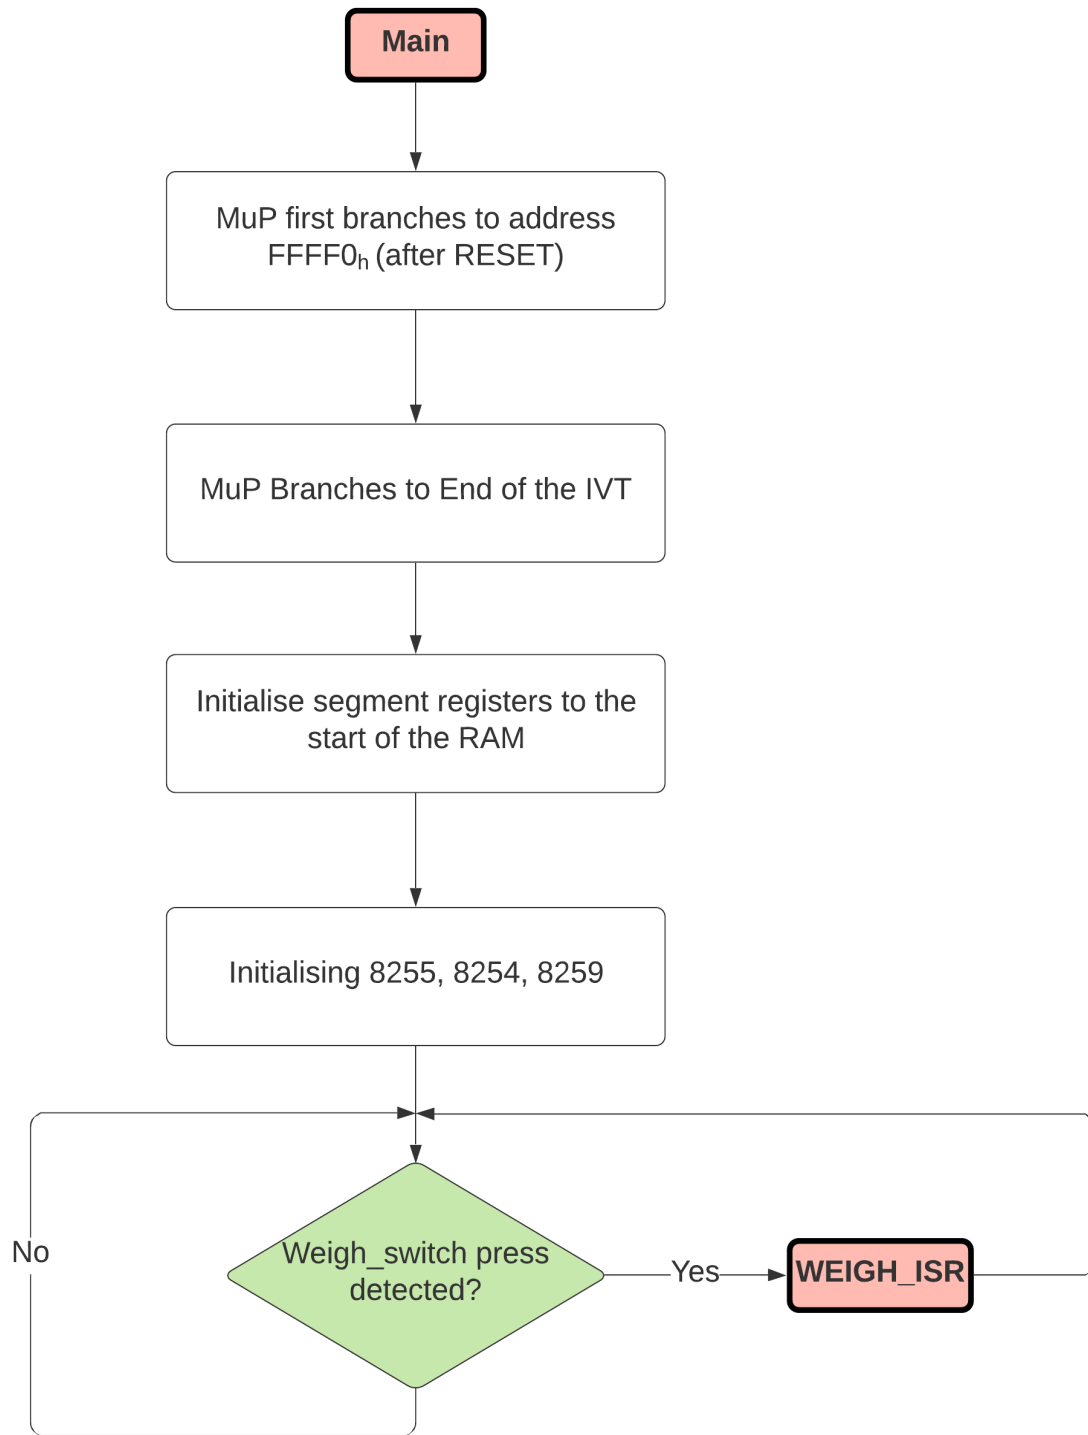 Main
MuP first branches to address
FFFF0h (after RESET)
MuP Branches to End of the IVT
Initialise segment registers to the
start of the RAM
Initialising 8255, 8254, 8259
No
Weigh_switch press
detected?
Yes
WEIGH_ISR